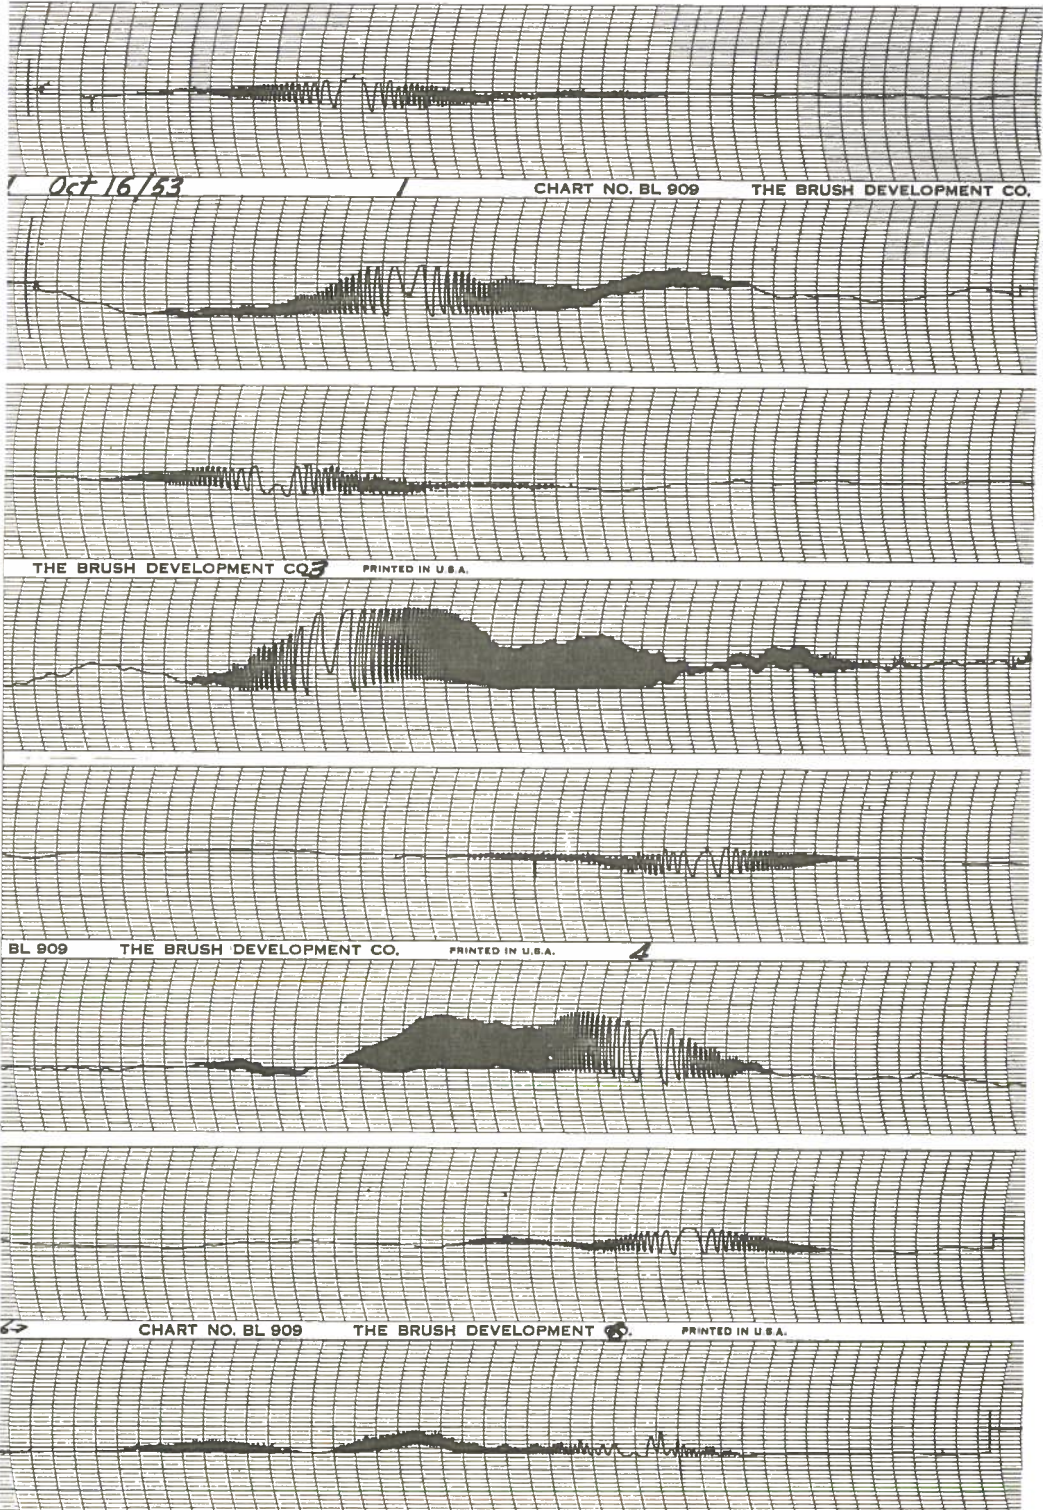 Oct 16/53 1 CHART NO. BL 909 THE BRUSH DEVELOPMENT CO.
THE BRUSH DEVELOPMENT CO. 3 PRINTED IN U.S.A.
BL 909 THE BRUSH DEVELOPMENT CO. PRINTED IN U.S.A. 4
CHART NO. BL 909 THE BRUSH DEVELOPMENT PRINTED IN U.S.A.